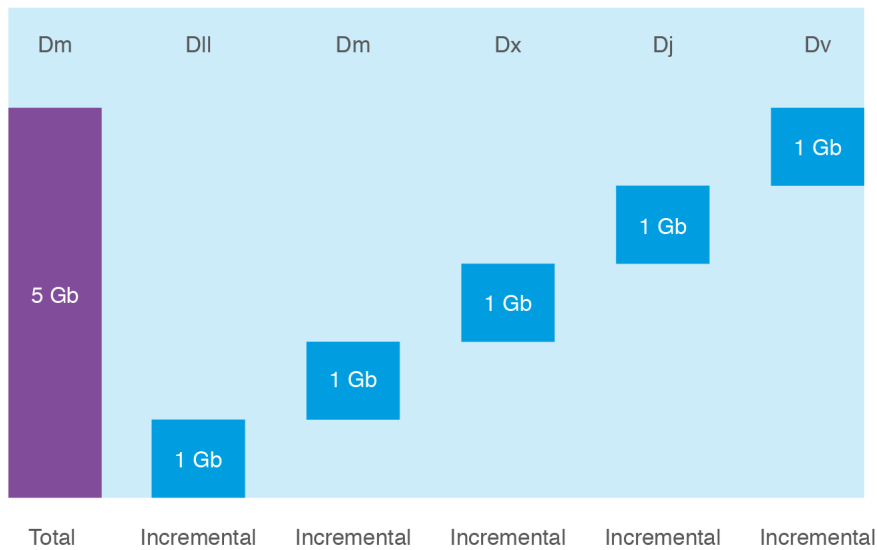 Dm Dll Dm Dx Dj Dv
1 Gb
1 Gb
1 Gb
5 Gb
1 Gb
1 Gb
Total Incremental Incremental Incremental Incremental Incremental